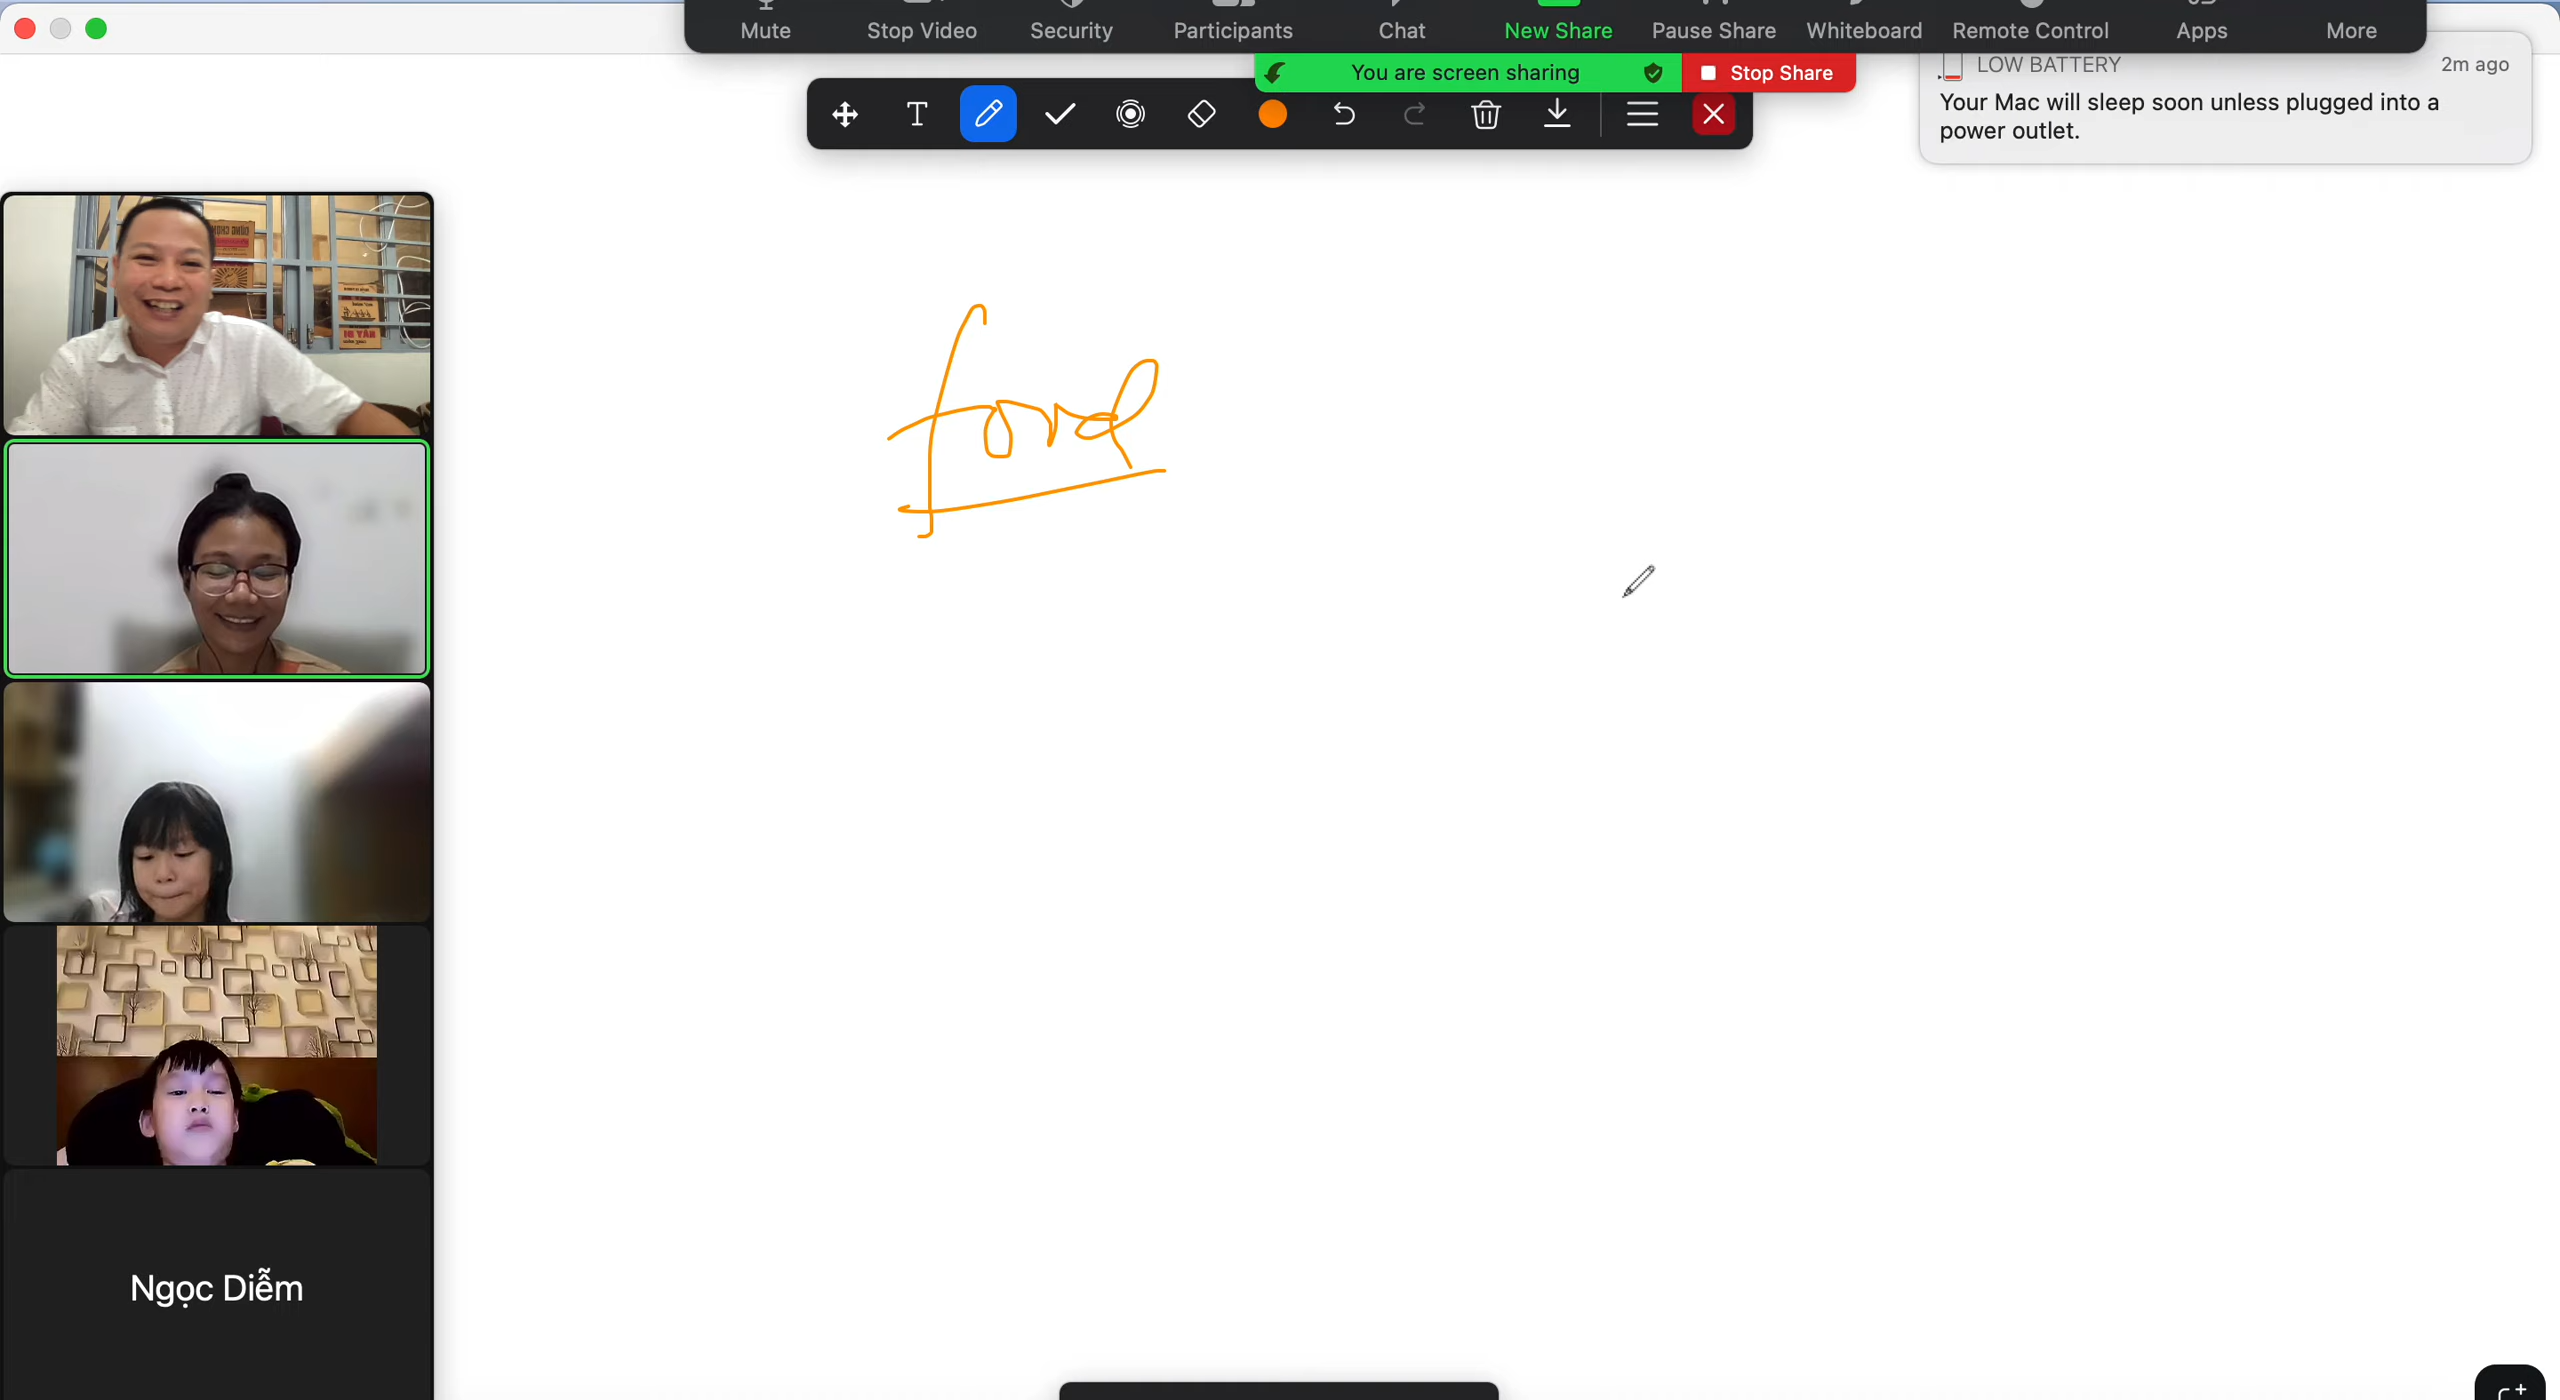 Mute Stop Video Security Participants Chat New Share Pause Share Whiteboard Remote Control Apps More
You are screen sharing Stop Share
LOW BATTERY 2m ago
Your Mac will sleep soon unless plugged into a
power outlet.
T
Ngọc Diễm